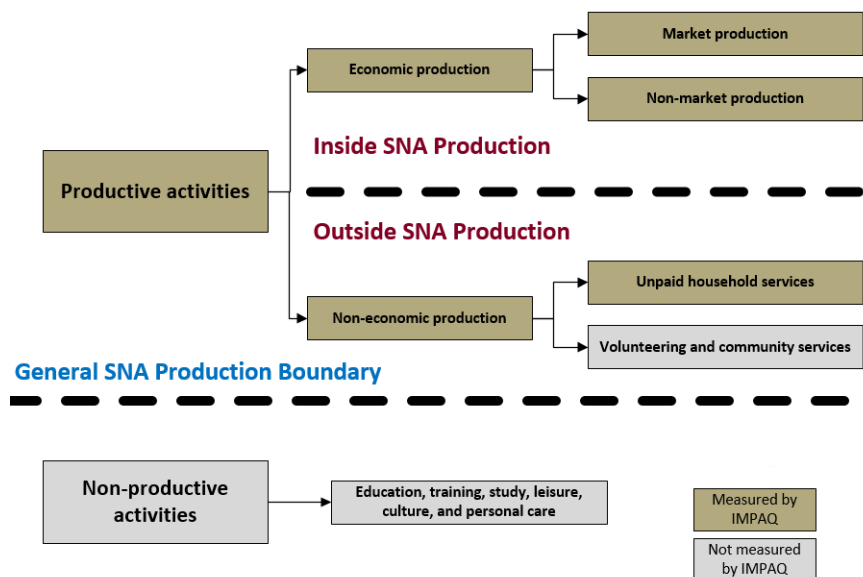 Market production
Economic production
Non-market production
Inside SNA Production
Productive activities
Outside SNA Production
Unpaid household services
Non-economic production
Volunteering and community services
General SNA Production Boundary
Non-productive
activities
Education, training, study, leisure,
culture, and personal care
Measured by
IMPAQ
Not measured
by IMPAQ